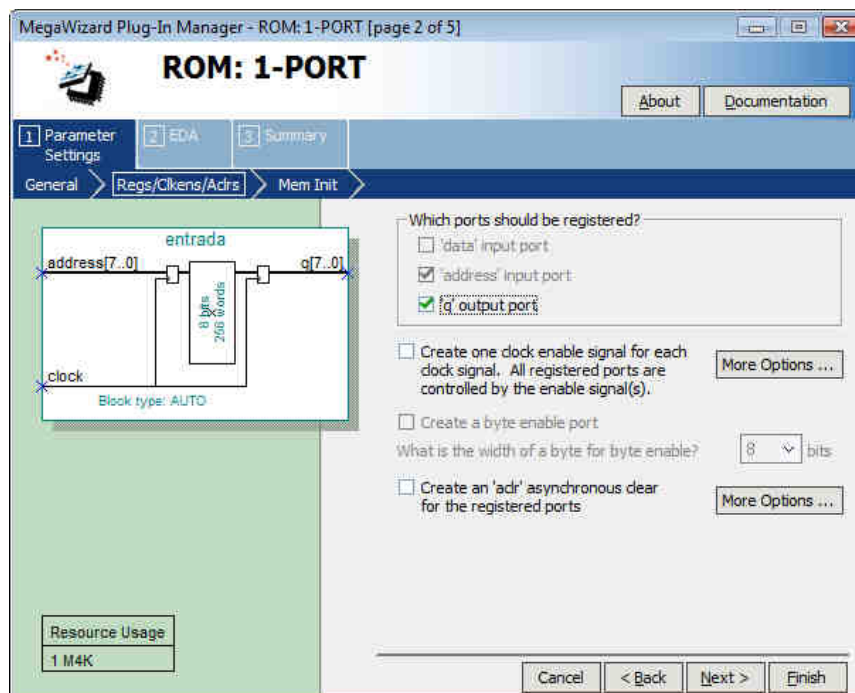 MegaWizard Plug-In Manager - ROM: 1-PORT [page 2 of 5]
ROM: 1-PORT
About
Documentation
1 Parameter Settings
2 EDA
3 Summary
General
Regs/Clkens/Aclrs
Mem Init
entrada
address[7..0]
q[7..0]
8 bits
256 words
clock
Block type: AUTO
Which ports should be registered?
'data' input port
'address' input port
'q' output port
Create one clock enable signal for each
clock signal. All registered ports are
controlled by the enable signal(s).
More Options ...
Create a byte enable port
What is the width of a byte for byte enable?
8
bits
Create an 'aclr' asynchronous clear
for the registered ports
More Options ...
Resource Usage
1 M4K
Cancel
< Back
Next >
Finish